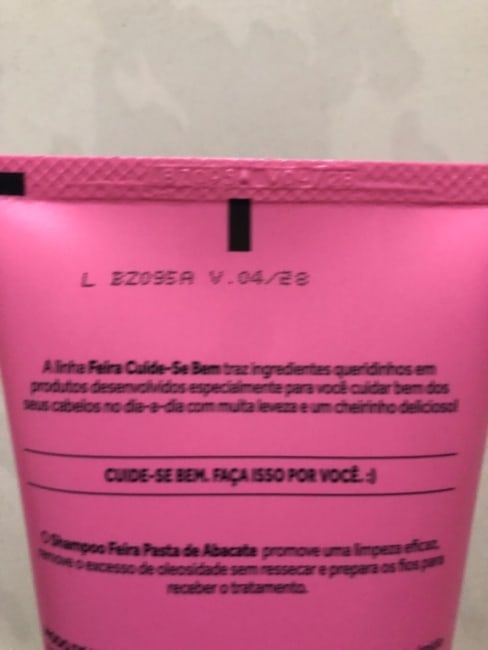 L BZ095A V.04/28
A linha Feira Cuide-Se Bem traz ingredientes queridinhos em
produtos desenvolvidos especialmente para você cuidar bem dos
seus cabelos no dia-a-dia com muita leveza e um cheirinho delicioso!
CUIDE-SE BEM. FAÇA ISSO POR VOCÊ. :)
O Shampoo Feira Pasta de Abacate promove uma limpeza eficaz,
remove o excesso de oleosidade sem ressecar e prepara os fios para
receber o tratamento.